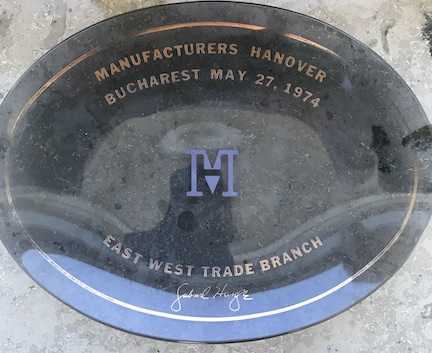 MANUFACTURERS HANOVER
BUCHAREST MAY 27, 1974
MH
EAST WEST TRADE BRANCH